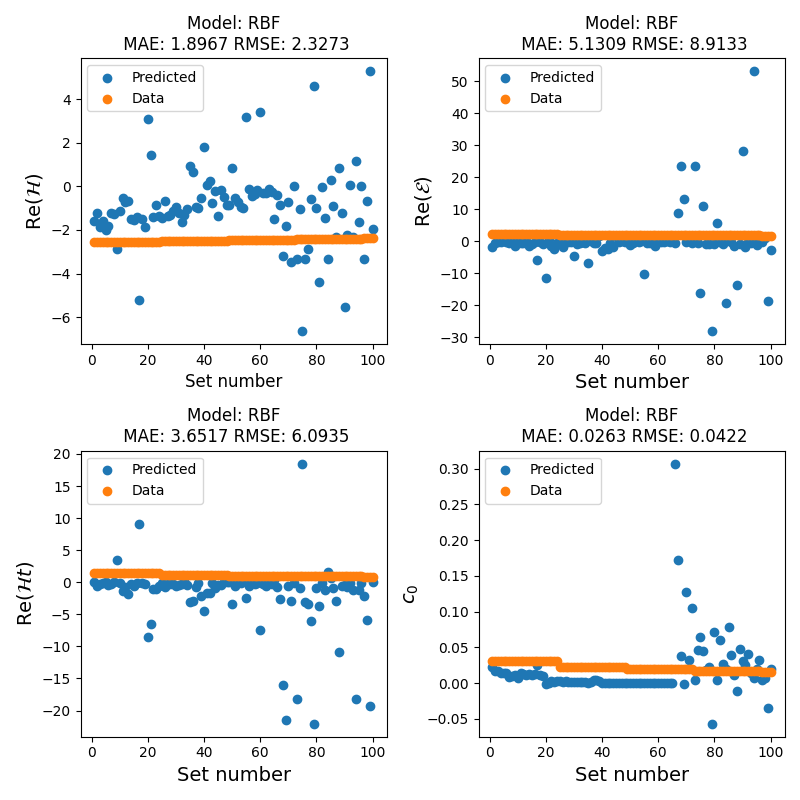 Model: RBF
MAE: 1.8967 RMSE: 2.3273
Predicted
Data
Re(ℋ)
4
2
0
−2
−4
−6
0 20 40 60 80 100
Set number
Model: RBF
MAE: 5.1309 RMSE: 8.9133
Predicted
Data
Re(ℰ)
50
40
30
20
10
0
−10
−20
−30
0 20 40 60 80 100
Set number
Model: RBF
MAE: 3.6517 RMSE: 6.0935
Predicted
Data
Re(ℋt)
20
15
10
5
0
−5
−10
−15
−20
0 20 40 60 80 100
Set number
Model: RBF
MAE: 0.0263 RMSE: 0.0422
Predicted
Data
c₀
0.30
0.25
0.20
0.15
0.10
0.05
0.00
−0.05
0 20 40 60 80 100
Set number